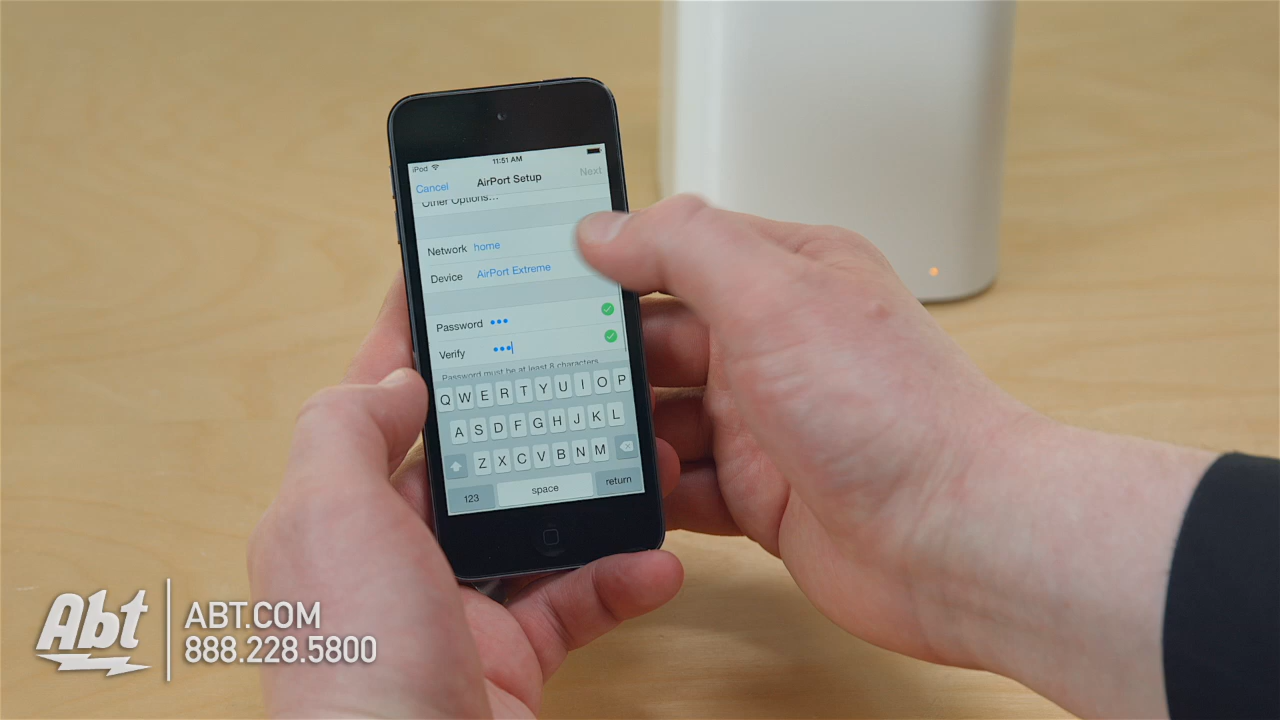 iPod 11:51 AM
Cancel AirPort Setup Next
Other Options...
Network home
Device AirPort Extreme
Password •••
Verify •••
Password must be at least 8 characters
Q W E R T Y U I O P
A S D F G H J K L
Z X C V B N M
123 space return
Abt
ABT.COM
888.228.5800